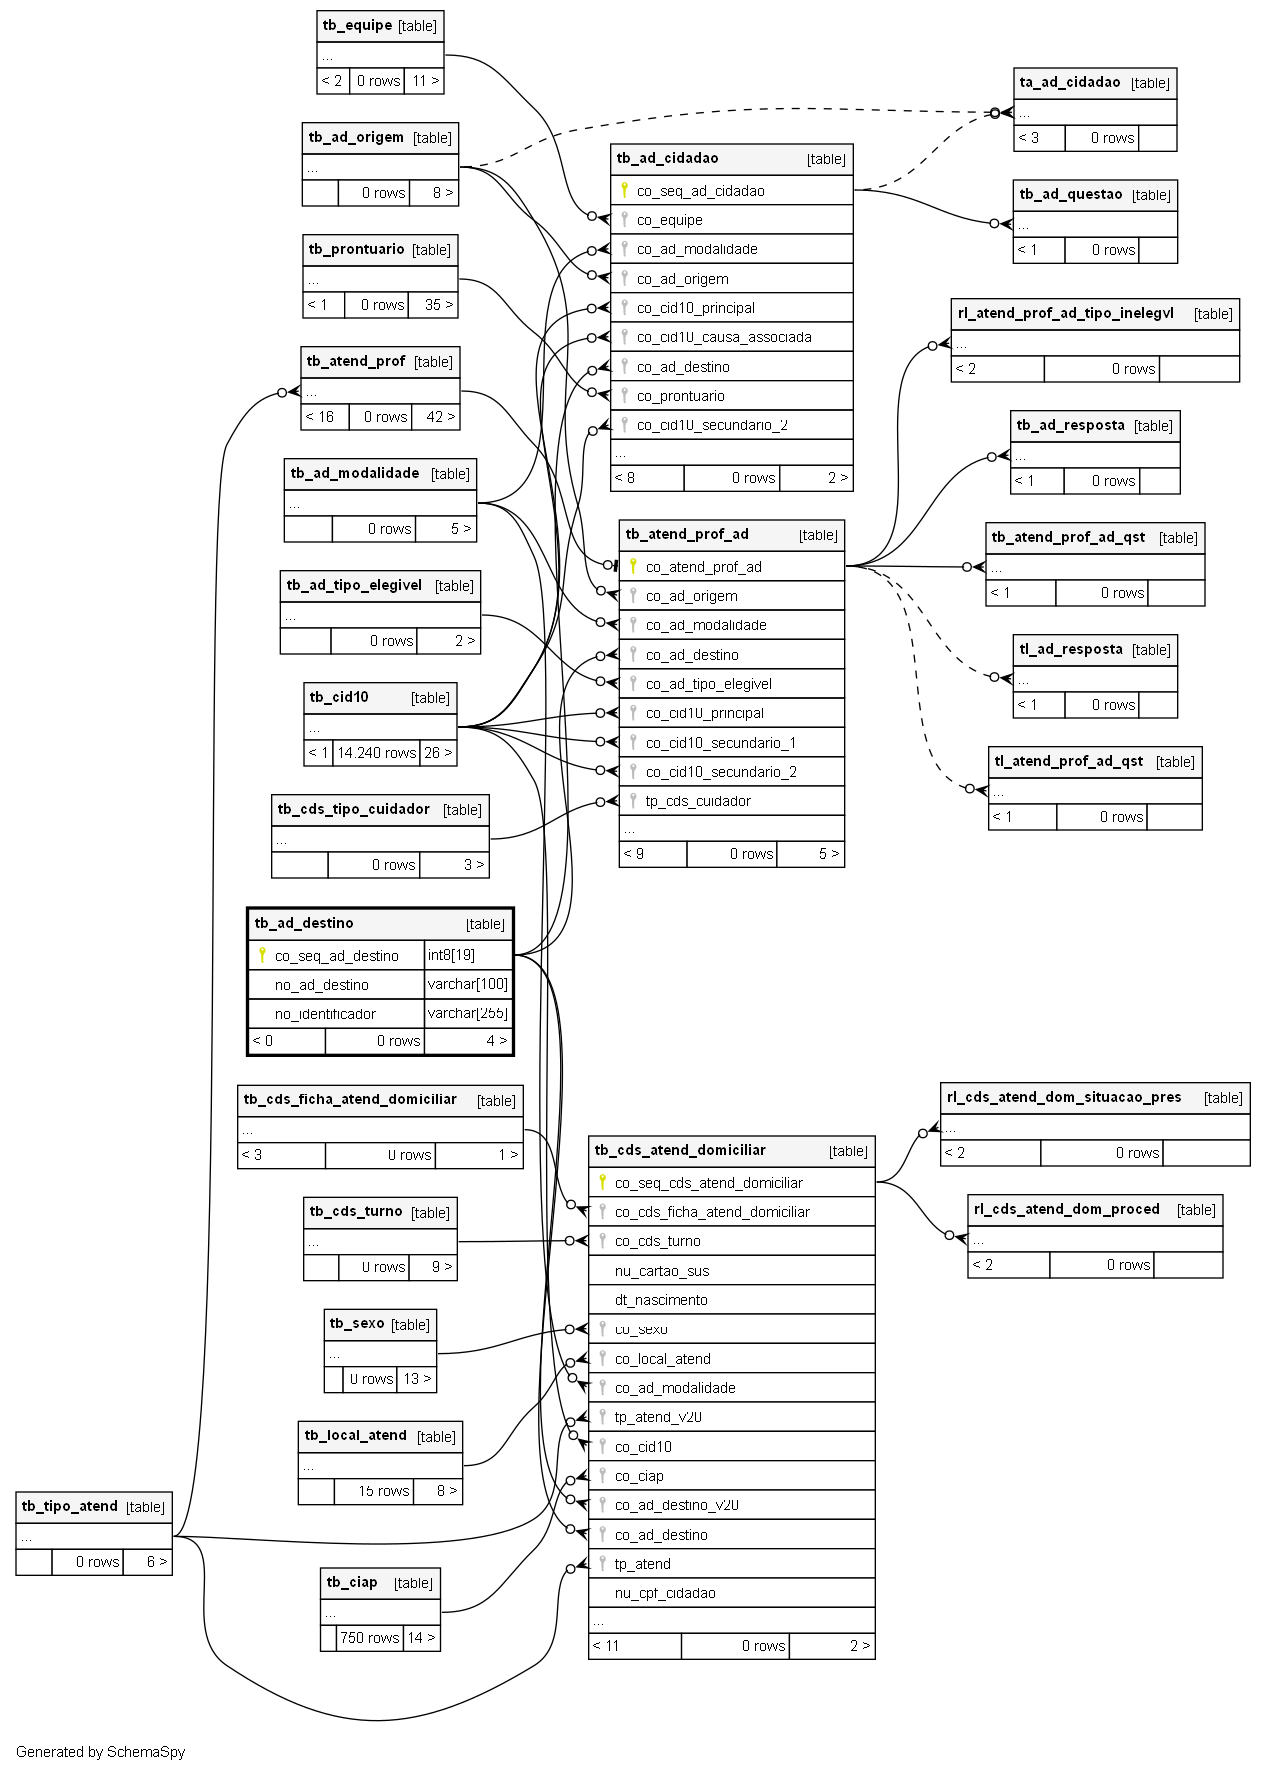 tb_equipe [table]
...
< 2 0 rows 11 >
tb_ad_origem [table]
...
0 rows 8 >
tb_prontuario [table]
...
< 1 0 rows 35 >
tb_atend_prof [table]
...
< 16 0 rows 42 >
tb_ad_modalidade [table]
...
0 rows 5 >
tb_ad_tipo_elegivel [table]
...
0 rows 2 >
tb_cid10 [table]
...
< 1 14.240 rows 26 >
tb_cds_tipo_cuidador [table]
...
0 rows 3 >
tb_ad_destino [table]
co_seq_ad_destino int8[19]
no_ad_destino varchar[100]
no_identificador varchar[255]
< 0 0 rows 4 >
tb_cds_ficha_atend_domiciliar [table]
...
< 3 0 rows 1 >
tb_cds_turno [table]
...
0 rows 9 >
tb_sexo [table]
...
0 rows 13 >
tb_local_atend [table]
...
15 rows 8 >
tb_tipo_atend [table]
...
0 rows 6 >
tb_ciap [table]
...
750 rows 14 >
tb_ad_cidadao [table]
co_seq_ad_cidadao
co_equipe
co_ad_modalidade
co_ad_origem
co_cid10_principal
co_cid10_causa_associada
co_ad_destino
co_prontuario
co_cid10_secundario_2
...
< 8 0 rows 2 >
tb_atend_prof_ad [table]
co_atend_prof_ad
co_ad_origem
co_ad_modalidade
co_ad_destino
co_ad_tipo_elegivel
co_cid10_principal
co_cid10_secundario_1
co_cid10_secundario_2
tp_cds_cuidador
...
< 9 0 rows 5 >
tb_cds_atend_domiciliar [table]
co_seq_cds_atend_domiciliar
co_cds_ficha_atend_domiciliar
co_cds_turno
nu_cartao_sus
dt_nascimento
co_sexo
co_local_atend
co_ad_modalidade
tp_atend_v20
co_cid10
co_ciap
co_ad_destino_v20
co_ad_destino
tp_atend
nu_cpf_cidadao
...
< 11 0 rows 2 >
ta_ad_cidadao [table]
...
< 3 0 rows
tb_ad_questao [table]
...
< 1 0 rows
rl_atend_prof_ad_tipo_inelegvl [table]
...
< 2 0 rows
tb_ad_resposta [table]
...
< 1 0 rows
tb_atend_prof_ad_qst [table]
...
< 1 0 rows
tl_ad_resposta [table]
...
< 1 0 rows
tl_atend_prof_ad_qst [table]
...
< 1 0 rows
rl_cds_atend_dom_situacao_pres [table]
...
< 2 0 rows
rl_cds_atend_dom_proced [table]
...
< 2 0 rows
Generated by SchemaSpy